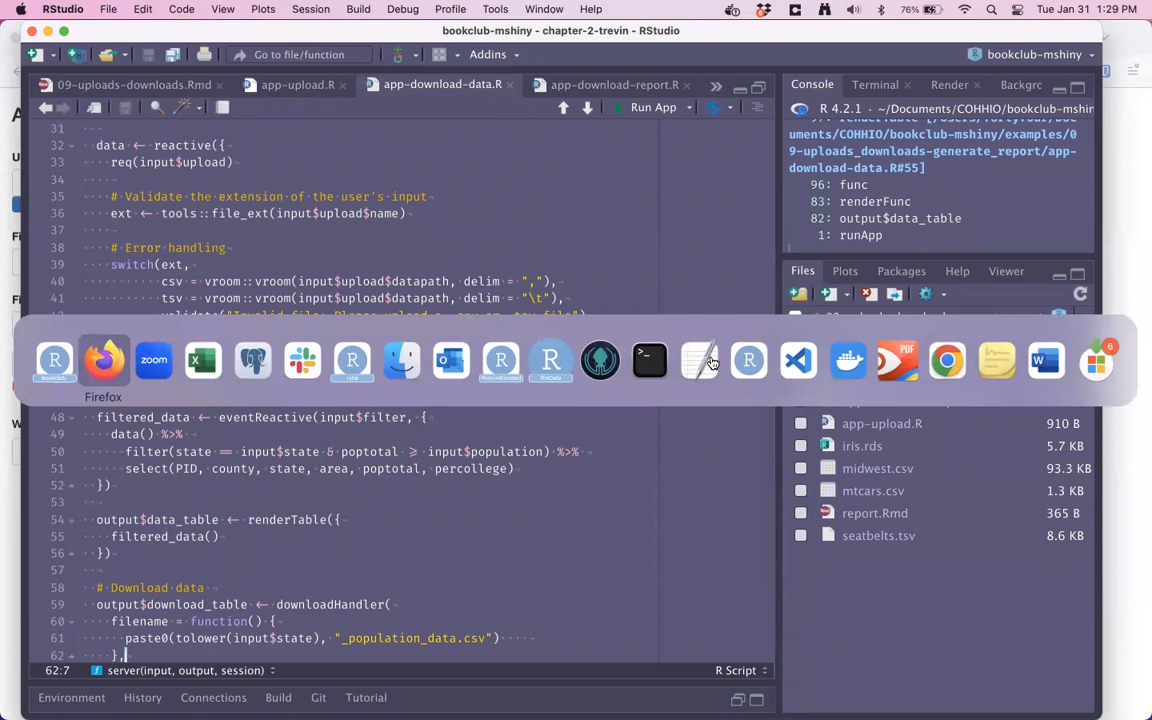 RStudio File Edit Code View Plots Session Build Debug Profile Tools Window Help 76% Tue Jan 31 1:29 PM
bookclub-mshiny - chapter-2-trevin - RStudio
Go to file/function Addins bookclub-mshiny
09-uploads-downloads.Rmd app-upload.R app-download-data.R app-download-report.R
Run App
31
32 data <- reactive({
33 req(input$upload)
34
35 # Validate the extension of the user's input
36 ext <- tools::file_ext(input$upload$name)
37
38 # Error handling
39 switch(ext,
40 csv = vroom::vroom(input$upload$datapath, delim = ","),
41 tsv = vroom::vroom(input$upload$datapath, delim = "\t"),
48 filtered_data <- eventReactive(input$filter, {
49 data() %>%
50 filter(state == input$state & poptotal >= input$population) %>%
51 select(PID, county, state, area, poptotal, percollege)
52 })
53
54 output$data_table <- renderTable({
55 filtered_data()
56 })
57
58 # Download data
59 output$download_table <- downloadHandler(
60 filename = function() {
61 paste0(tolower(input$state), "_population_data.csv")
62 },
62:7 server(input, output, session) R Script
Environment History Connections Build Git Tutorial
Console Terminal Render Backgrc
R 4.2.1 · ~/Documents/COHHIO/bookclub-mshin
uments/COHHIO/bookclub-mshiny/examples/0
9-uploads_downloads-generate_report/app-
download-data.R#55]
96: func
83: renderFunc
82: output$data_table
1: runApp
Files Plots Packages Help Viewer
app-upload.R 910 B
iris.rds 5.7 KB
midwest.csv 93.3 KB
mtcars.csv 1.3 KB
report.Rmd 365 B
seatbelts.tsv 8.6 KB
zoom
PDF
6
Firefox